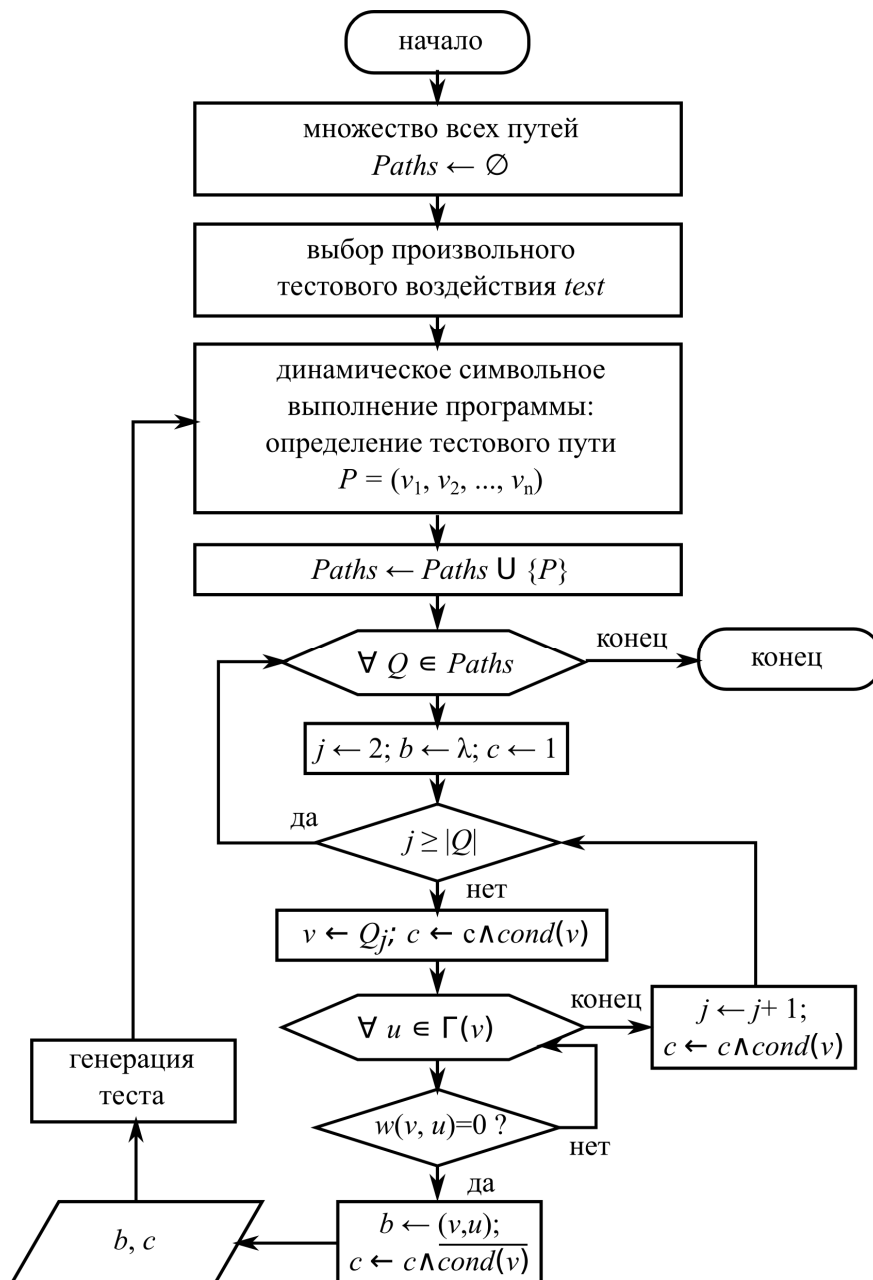 начало
множество всех путей
Paths ← ∅
выбор произвольного
тестового воздействия test
динамическое символьное
выполнение программы:
определение тестового пути
P = (v₁, v₂, ..., vₙ)
Paths ← Paths ∪ {P}
∀ Q ∈ Paths
конец
конец
j ← 2; b ← λ; c ← 1
да
j ≥ |Q|
нет
v ← Qⱼ; c ← c∧cond(v)
∀ u ∈ Γ(v)
конец
j ← j+ 1;
c ← c∧cond(v)
генерация
теста
w(v, u)=0 ?
нет
да
b ← (v,u);
c ← c∧c̅o̅n̅d̅(̅v̅)̅
b, c